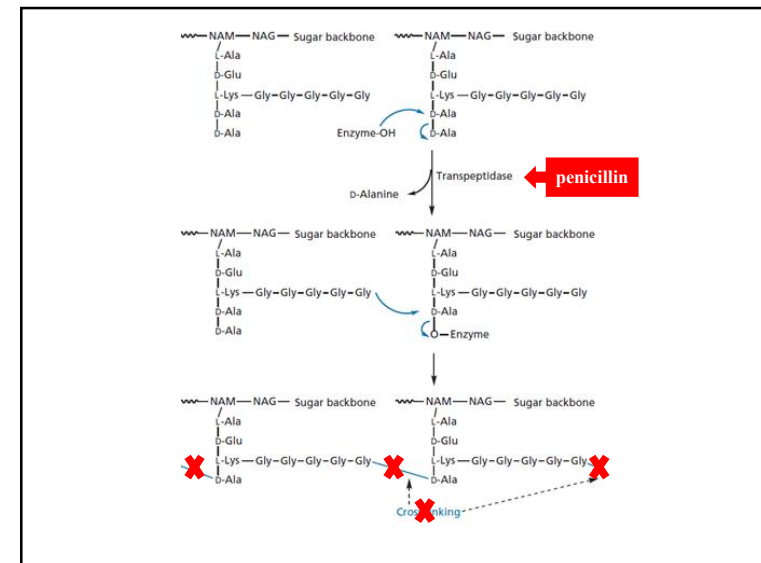 NAM—NAG— Sugar backbone NAM—NAG— Sugar backbone
L-Ala L-Ala
D-Glu D-Glu
L-Lys—Gly–Gly–Gly–Gly–Gly L-Lys—Gly–Gly–Gly–Gly–Gly
D-Ala D-Ala
D-Ala Enzyme-OH D-Ala
Transpeptidase penicillin
D-Alanine
NAM—NAG— Sugar backbone NAM—NAG— Sugar backbone
L-Ala L-Ala
D-Glu D-Glu
L-Lys—Gly–Gly–Gly–Gly–Gly L-Lys—Gly–Gly–Gly–Gly–Gly
D-Ala D-Ala
D-Ala O—Enzyme
NAM—NAG— Sugar backbone NAM—NAG— Sugar backbone
L-Ala L-Ala
D-Glu D-Glu
L-Lys—Gly–Gly–Gly–Gly–Gly L-Lys—Gly–Gly–Gly–Gly–Gly
D-Ala D-Ala